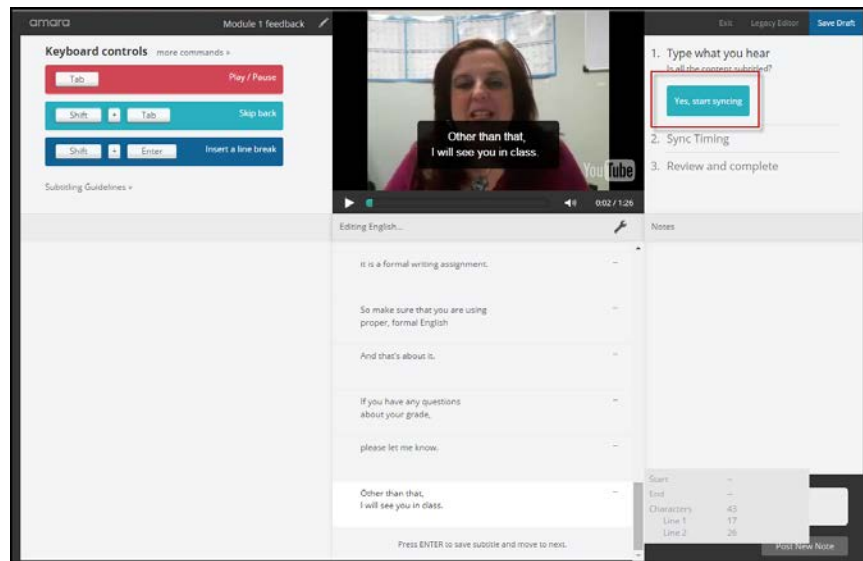 amara
Module 1 feedback
Exit
Legacy Editor
Save Draft
Keyboard controls more commands »
Tab
Play / Pause
Shift + Tab
Skip back
Shift + Enter
Insert a line break
Subtitling Guidelines »
Other than that,
I will see you in class.
YouTube
0:02 / 1:26
1. Type what you hear
Is all the content subtitled?
Yes, start syncing
2. Sync Timing
3. Review and complete
Editing English...
Notes
it is a formal writing assignment.
--
So make sure that you are using
proper, formal English
--
And that's about it.
--
If you have any questions
about your grade,
--
please let me know.
--
Other than that,
I will see you in class.
--
Press ENTER to save subtitle and move to next.
Start --
End --
Characters 43
Line 1 17
Line 2 26
Post New Note